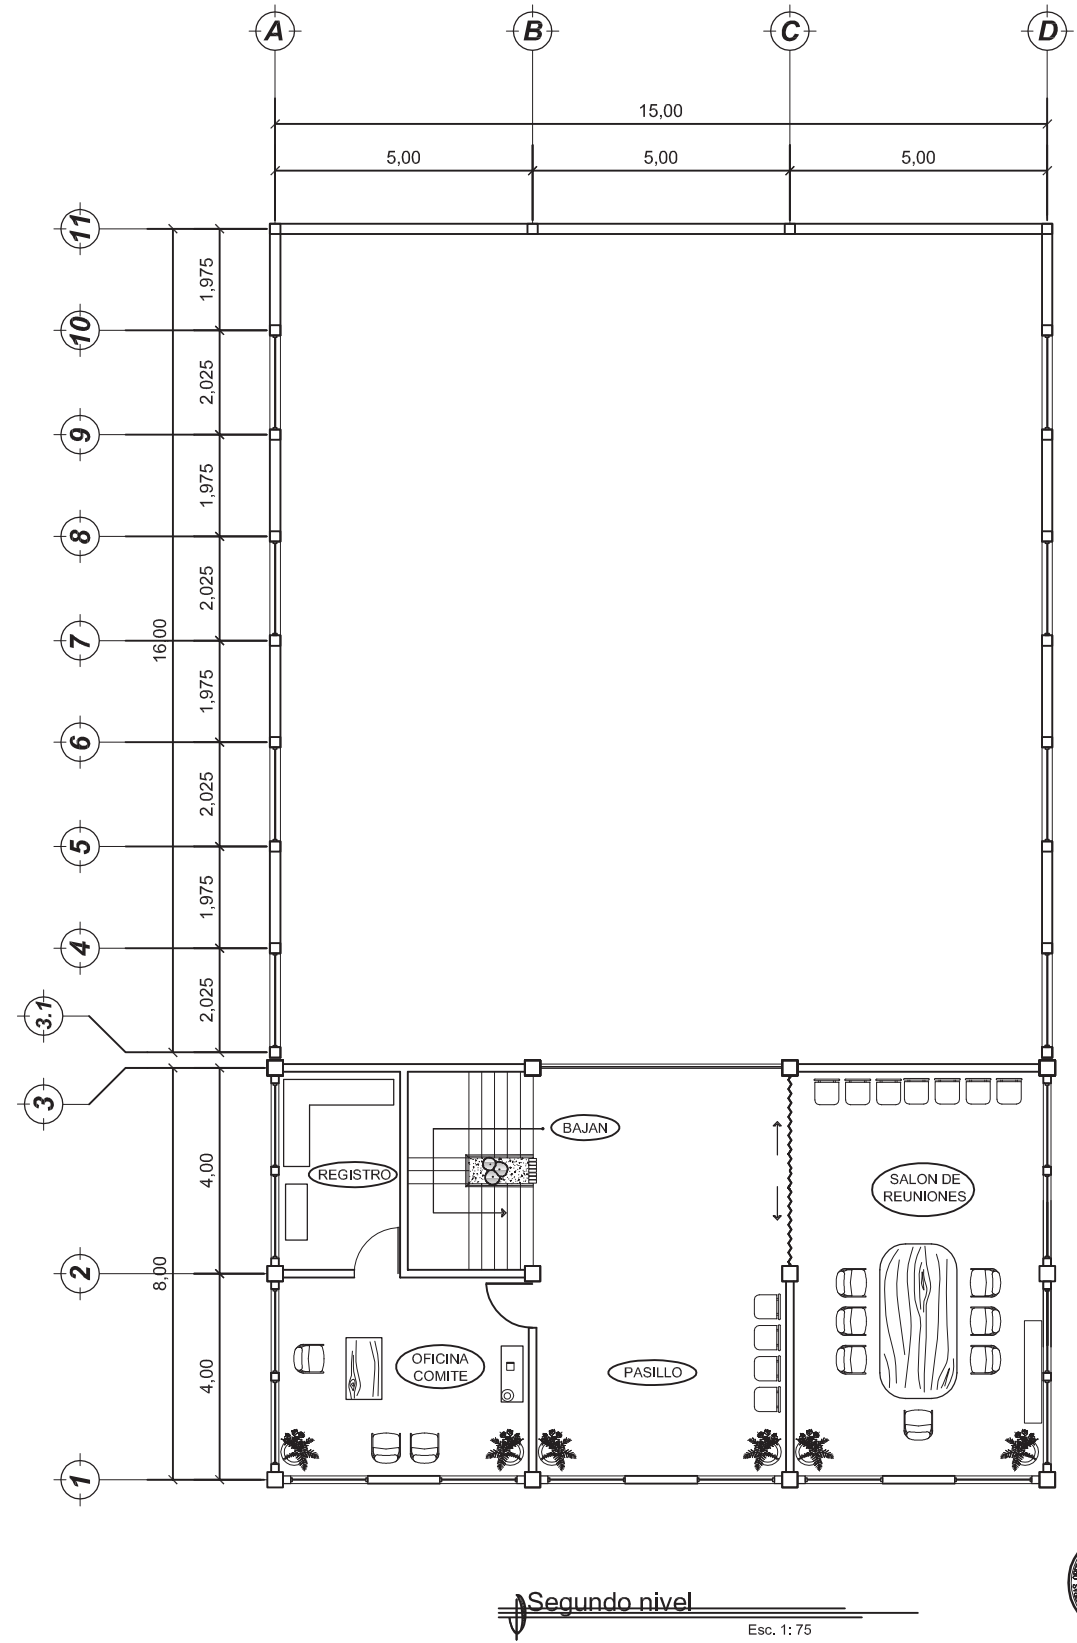 A B C D
15,00
5,00 5,00 5,00
11
1,975
10
2,025
9
1,975
8
2,025
7
16,00
1,975
6
2,025
5
1,975
4
2,025
3.1
3
BAJAN
4,00
REGISTRO
SALON DE
REUNIONES
2
8,00
4,00
OFICINA
COMITE
PASILLO
1
Segundo nivel
Esc. 1: 75